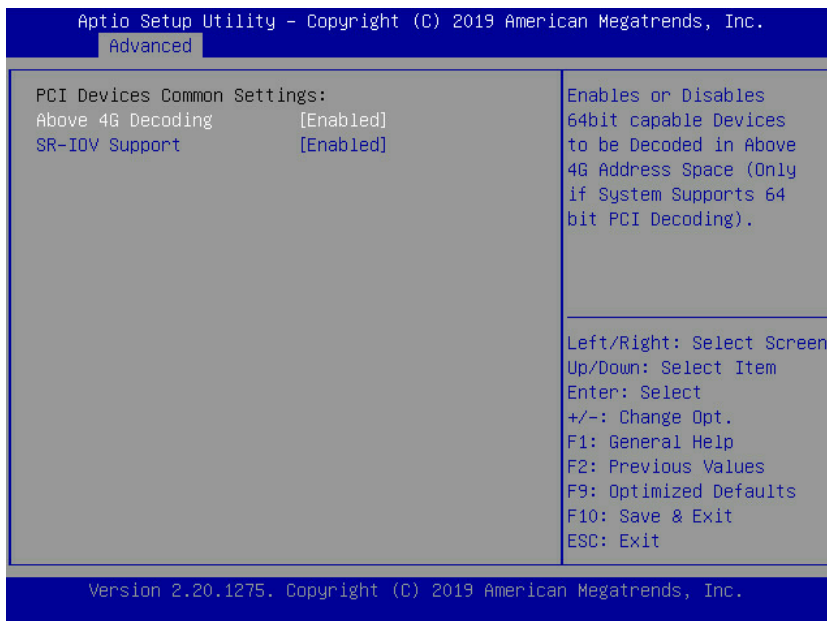 Aptio Setup Utility – Copyright (C) 2019 American Megatrends, Inc.
Advanced
PCI Devices Common Settings:
Above 4G Decoding [Enabled]
SR-IOV Support [Enabled]
Enables or Disables
64bit capable Devices
to be Decoded in Above
4G Address Space (Only
if System Supports 64
bit PCI Decoding).
Left/Right: Select Screen
Up/Down: Select Item
Enter: Select
+/-: Change Opt.
F1: General Help
F2: Previous Values
F9: Optimized Defaults
F10: Save & Exit
ESC: Exit
Version 2.20.1275. Copyright (C) 2019 American Megatrends, Inc.